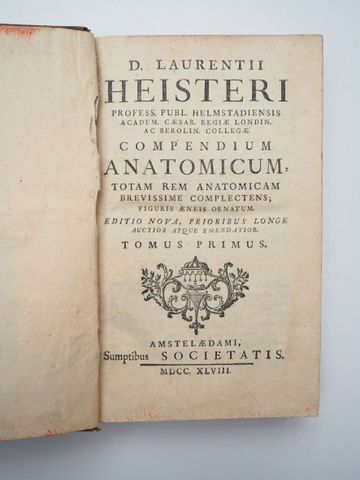 D. LAURENTII
HEISTERI
PROFESS. PUBL. HELMSTADIENSIS
ACADEM. CÆSAR. REGIÆ LONDIN.
AC BEROLIN. COLLEGÆ
COMPENDIUM
ANATOMICUM,
TOTAM REM ANATOMICAM
BREVISSIME COMPLECTENS;
FIGURIS ÆNEIS ORNATUM.
EDITIO NOVA, PRIORIBUS LONGE
AUCTIOR ATQUE EMENDATIOR.
TOMUS PRIMUS.
AMSTELÆDAMI,
Sumptibus SOCIETATIS.
MDCC. XLVIII.